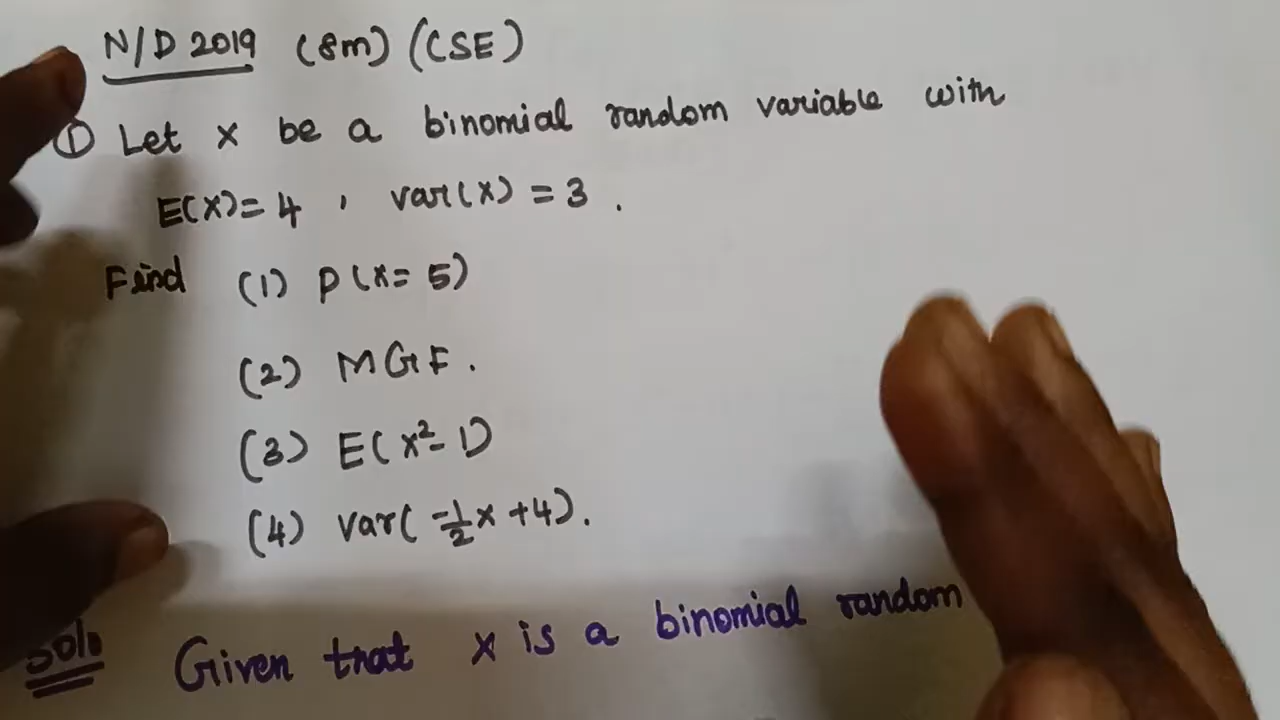 N/D 2019 (8m) (CSE)
① Let x be a binomial random variable with
E(X)= 4 , var(x) = 3 .
Find (1) P(x= 5)
(2) MGF.
(3) E(x²-1)
(4) var(-1/2 x +4).
Soln Given that x is a binomial random